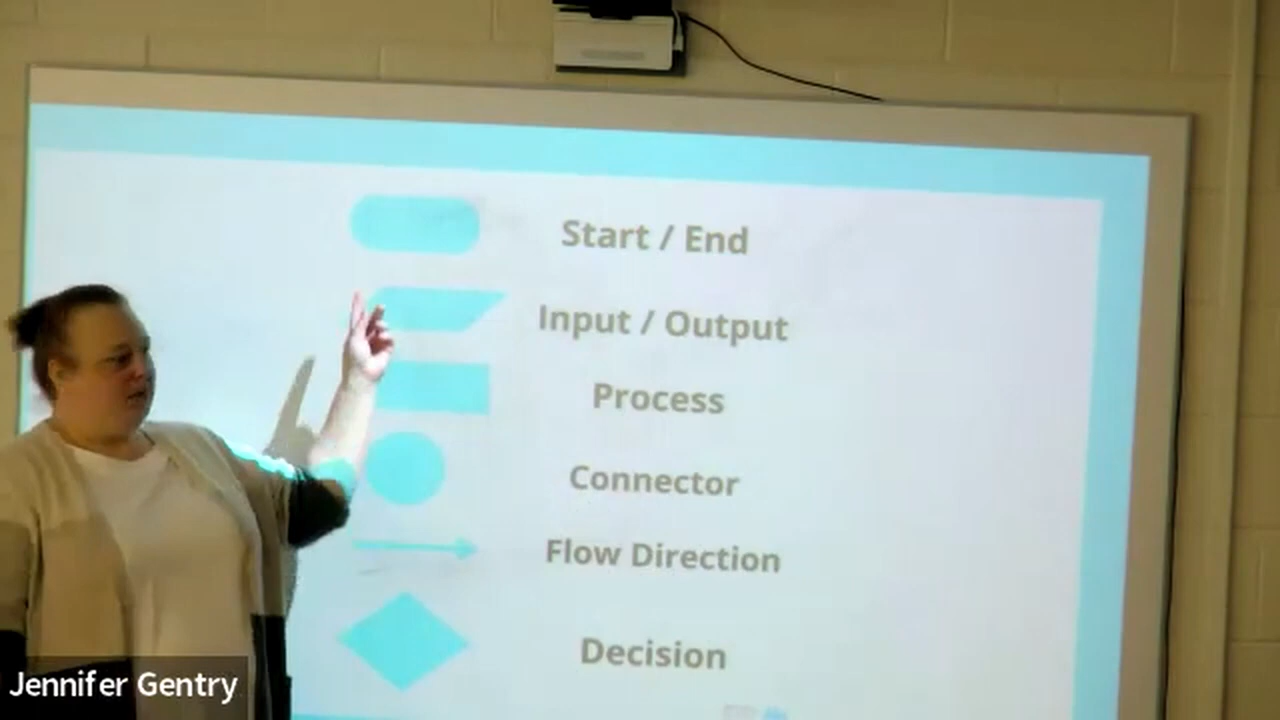 Start / End
Input / Output
Process
Connector
Flow Direction
Decision
Jennifer Gentry